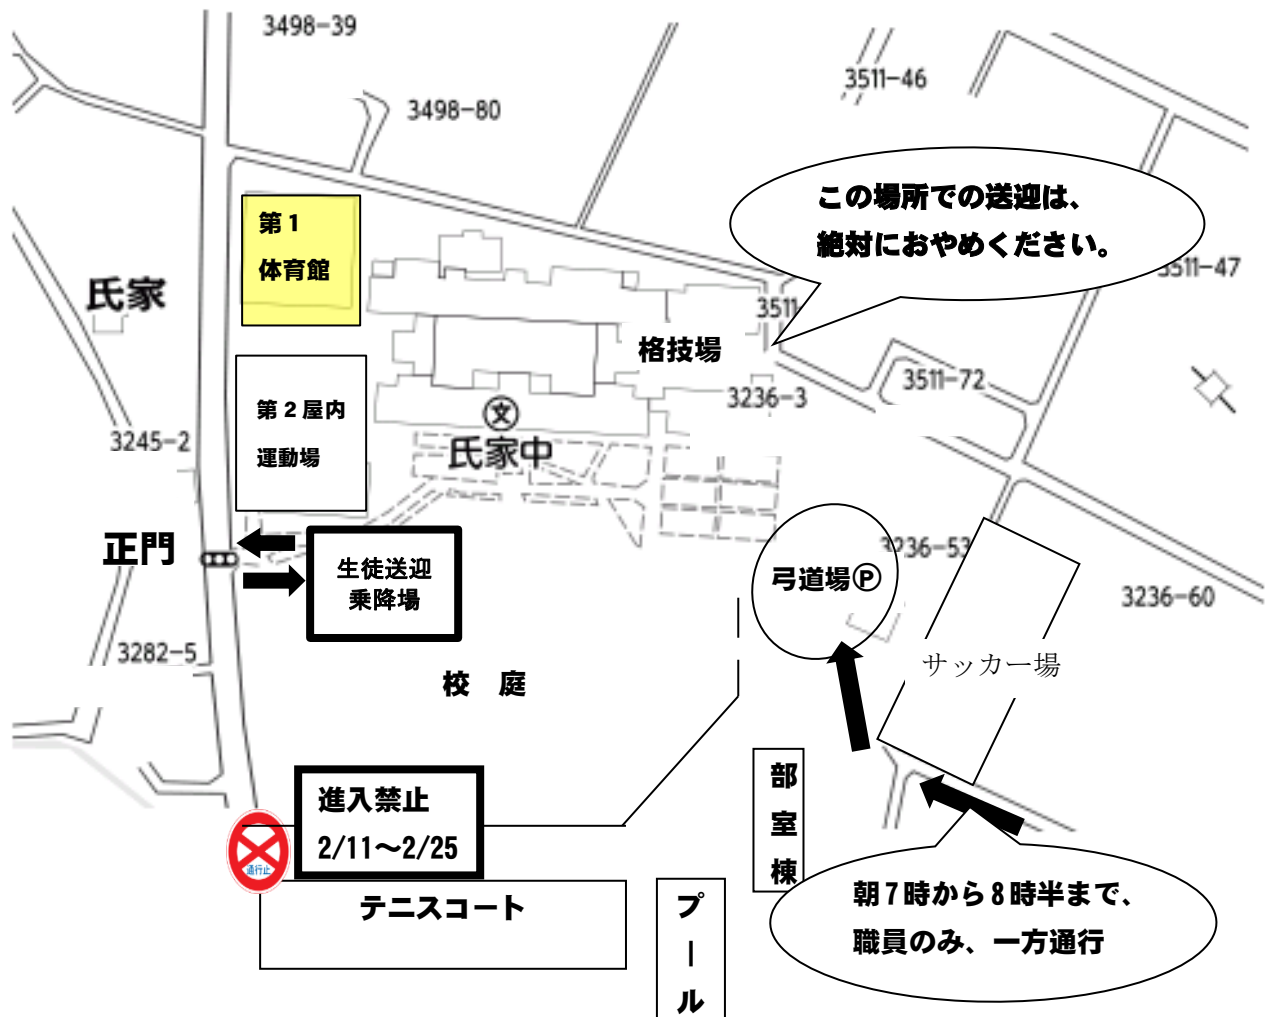 3498-39
3511-46
3498-80
この場所での送迎は、
絶対におやめください。
第１
体育館
3511-47
氏家
3511-
格技場
3511-72
3236-3
第２屋内
運動場
文
氏家中
3245-2
正門
生徒送迎
乗降場
3236-53
弓道場Ⓟ
3236-60
3282-5
サッカー場
校　庭
進入禁止
2/11～2/25
通行止
部室棟
テニスコート
プール
朝７時から８時半まで、
職員のみ、一方通行